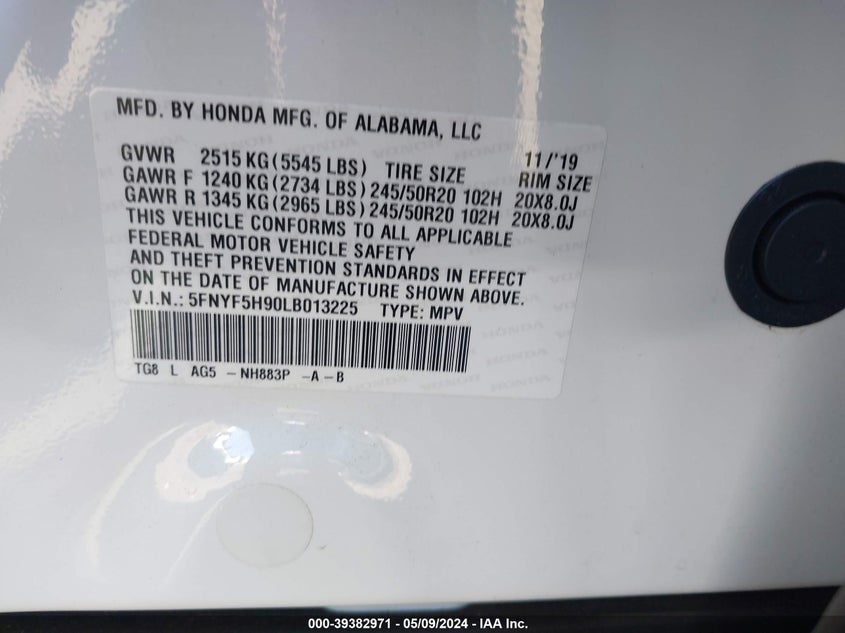 MFD. BY HONDA MFG. OF ALABAMA, LLC
11/'19
GVWR 2515 KG (5545 LBS) TIRE SIZE RIM SIZE
GAWR F 1240 KG (2734 LBS) 245/50R20 102H 20X8.0J
GAWR R 1345 KG (2965 LBS) 245/50R20 102H 20X8.0J
THIS VEHICLE CONFORMS TO ALL APPLICABLE
FEDERAL MOTOR VEHICLE SAFETY
AND THEFT PREVENTION STANDARDS IN EFFECT
ON THE DATE OF MANUFACTURE SHOWN ABOVE.
V.I.N.: 5FNYF5H90LB013225 TYPE: MPV
TG8 L AG5 -NH883P -A-B
000-39382971 - 05/09/2024 - IAA Inc.